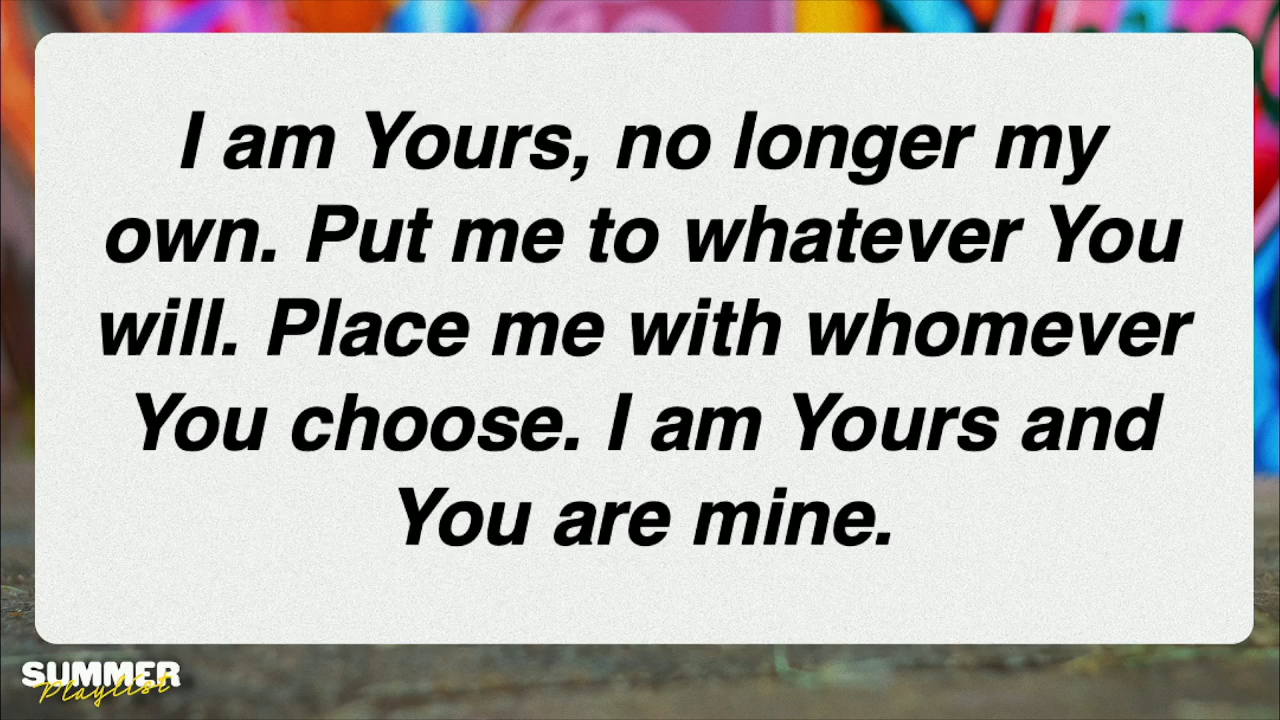 I am Yours, no longer my
own. Put me to whatever You
will. Place me with whomever
You choose. I am Yours and
You are mine.
SUMMER
Playlist